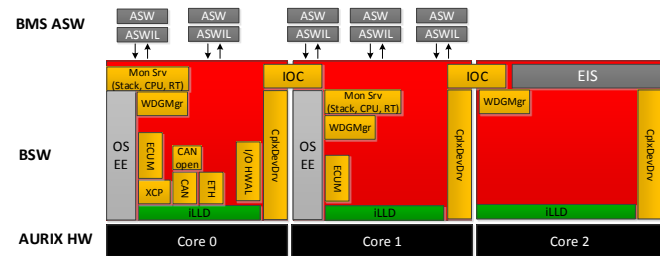 BMS ASW
ASW
ASWIL
ASW
ASWIL
ASW
ASWIL
ASW
ASWIL
ASW
ASWIL
Mon Srv
(Stack, CPU, RT)
IOC
IOC
EIS
WDGMgr
Mon Srv
(Stack, CPU, RT)
WDGMgr
WDGMgr
BSW
OS
EE
ECUM
CAN
open
I/O HWAL
CplxDevDrv
XCP
CAN
ETH
iLLD
OS
EE
ECUM
CplxDevDrv
iLLD
CplxDevDrv
iLLD
AURIX HW
Core 0
Core 1
Core 2